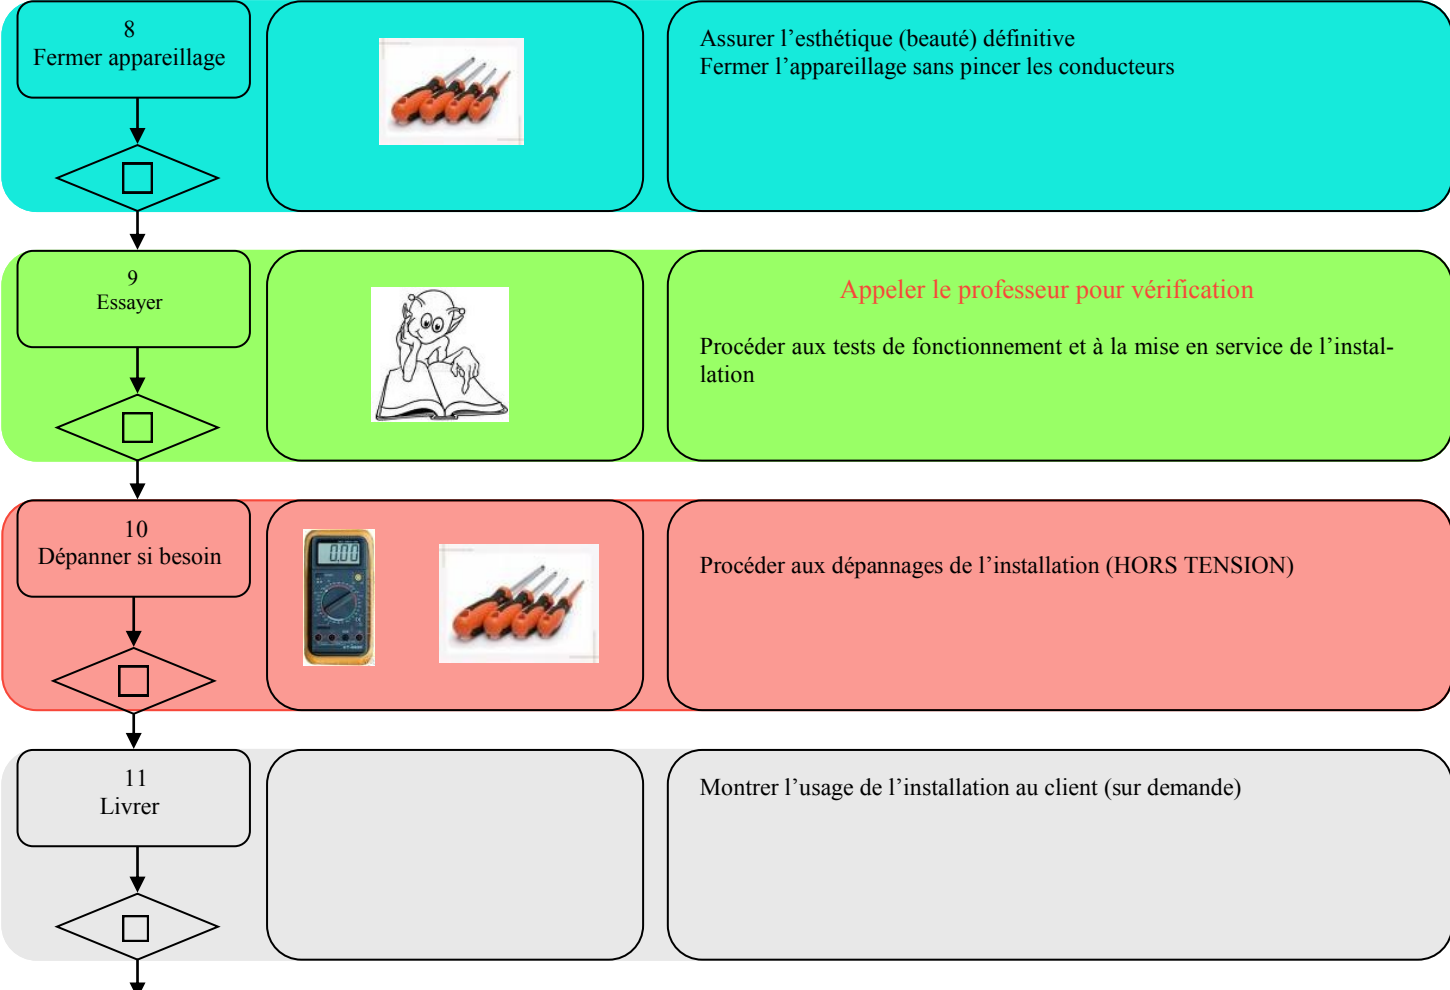 8
Fermer appareillage
Assurer l’esthétique (beauté) définitive
Fermer l’appareillage sans pincer les conducteurs
9
Essayer
Appeler le professeur pour vérification
Procéder aux tests de fonctionnement et à la mise en service de l’instal-
lation
10
Dépanner si besoin
0.00
Procéder aux dépannages de l’installation (HORS TENSION)
11
Livrer
Montrer l’usage de l’installation au client (sur demande)